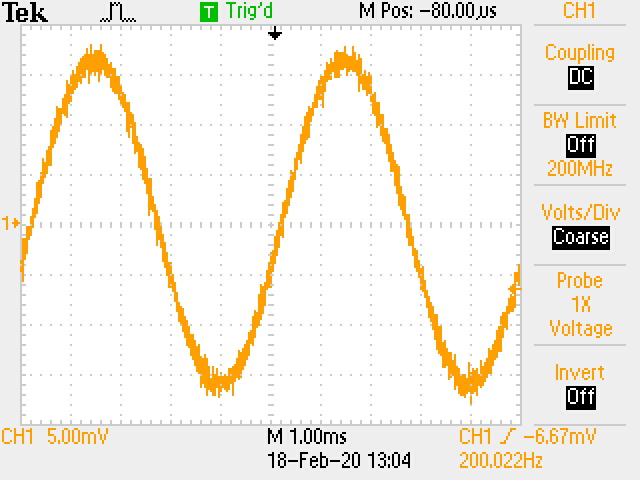 Tek
T Trig'd
M Pos: -80.00µs
CH1
Coupling
DC
BW Limit
Off
200MHz
Volts/Div
Coarse
Probe
1X
Voltage
Invert
Off
1
CH1 5.00mV
M 1.00ms
CH1 -6.67mV
18-Feb-20 13:04
200.022Hz